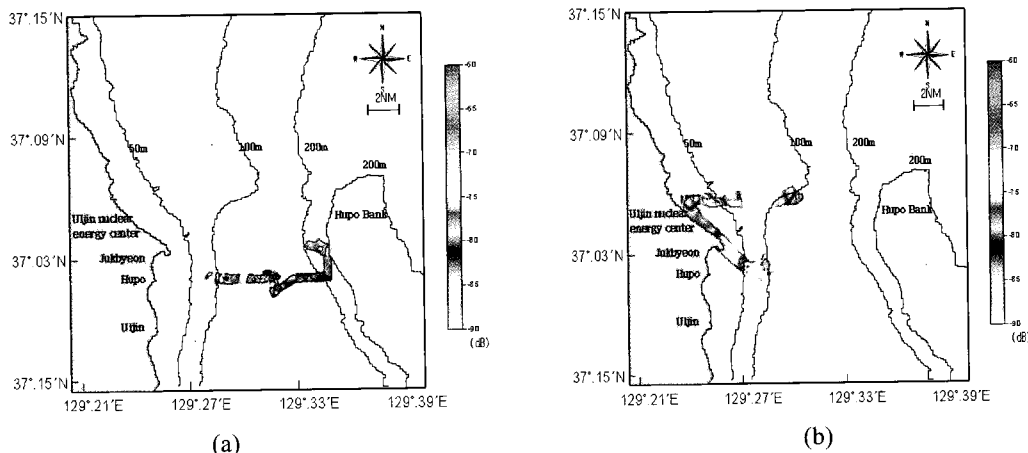 37°.15'N
37°.09'N
37°.03'N
37°.15'N
129°.21'E
129°.27'E
129°.33'E
129°.39'E
50m
100m
200m
200m
Hupo Bank
Uljin nuclear
energy center
Jukbyeon
Hupo
Uljin
N
W
E
S
2NM
-60
-65
-70
-75
-80
-85
-90
(dB)
(a)
37°.15'N
37°.09'N
37°.03'N
37°.15'N
129°.21'E
129°.27'E
129°.33'E
129°.39'E
50m
100m
200m
200m
Hupo Bank
Uljin nuclear
energy center
Jukbyeon
Hupo
Uljin
N
W
E
S
2NM
-60
-65
-70
-75
-80
-85
-90
(dB)
(b)